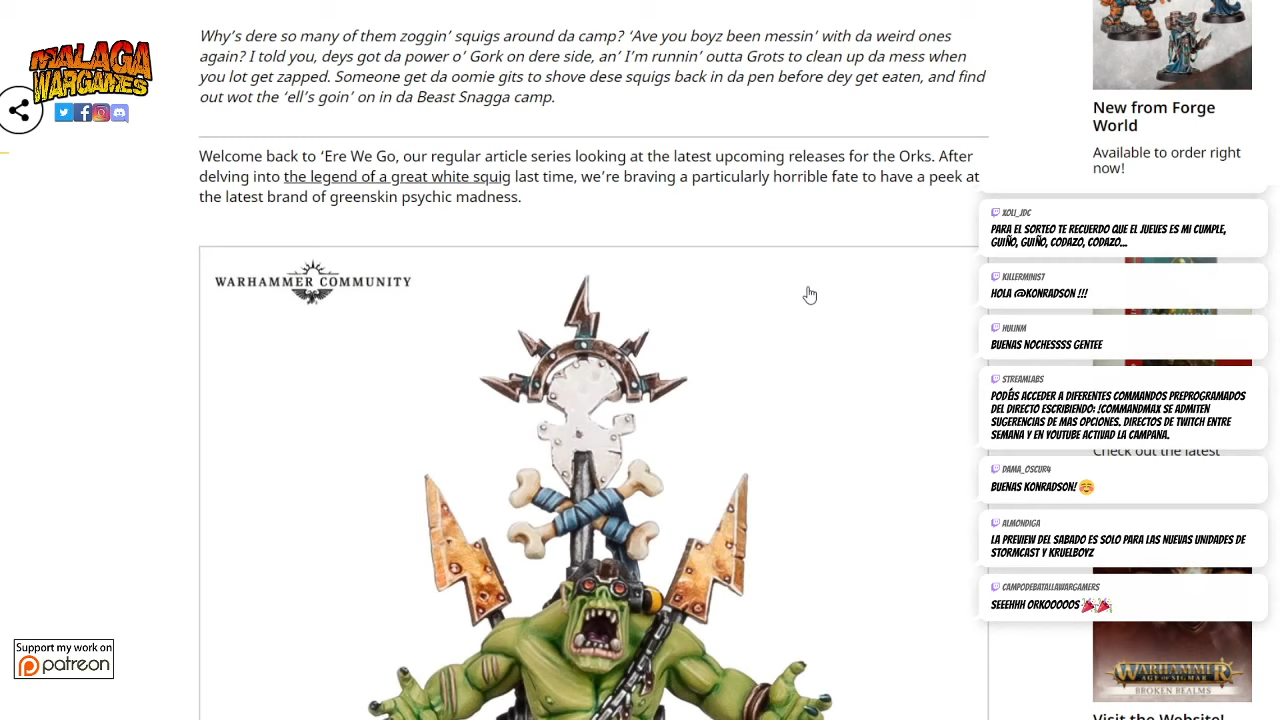 MALAGA
WARGAMES
Why's dere so many of them zoggin' squigs around da camp? 'Ave you boyz been messin' with da weird ones
again? I told you, deys got da power o' Gork on dere side, an' I'm runnin' outta Grots to clean up da mess when
you lot get zapped. Someone get da oomie gits to shove dese squigs back in da pen before dey get eaten, and find
out wot the 'ell's goin' on in da Beast Snagga camp.
Welcome back to 'Ere We Go, our regular article series looking at the latest upcoming releases for the Orks. After
delving into the legend of a great white squig last time, we're braving a particularly horrible fate to have a peek at
the latest brand of greenskin psychic madness.
WARHAMMER COMMUNITY
Support my work on
patreon
New from Forge
World
Available to order right
now!
XOLI_JDC
PARA EL SORTEO TE RECUERDO QUE EL JUEVES ES MI CUMPLE,
GUIÑO, GUIÑO, CODAZO, CODAZO...
KILLERMINIS7
HOLA @KONRADSON !!!
HULINM
BUENAS NOCHESSSS GENTEE
STREAMLABS
PODÉIS ACCEDER A DIFERENTES COMMANDOS PREPROGRAMADOS
DEL DIRECTO ESCRIBIENDO: !COMMANDMAX SE ADMITEN
SUGERENCIAS DE MAS OPCIONES. DIRECTOS DE TWITCH ENTRE
SEMANA Y EN YOUTUBE ACTIVAD LA CAMPANA.
Check out the latest
DAMA_OSCUR4
BUENAS KONRADSON! ☺️
ALMONDIGA
LA PREVIEW DEL SABADO ES SOLO PARA LAS NUEVAS UNIDADES DE
STORMCAST Y KRUELBOYZ
CAMPODEBATALLAWARGAMERS
SEEEHHH ORKOOOOOS 🎉🎉
WARHAMMER
AGE OF SIGMAR
BROKEN REALMS
Visit the Website!